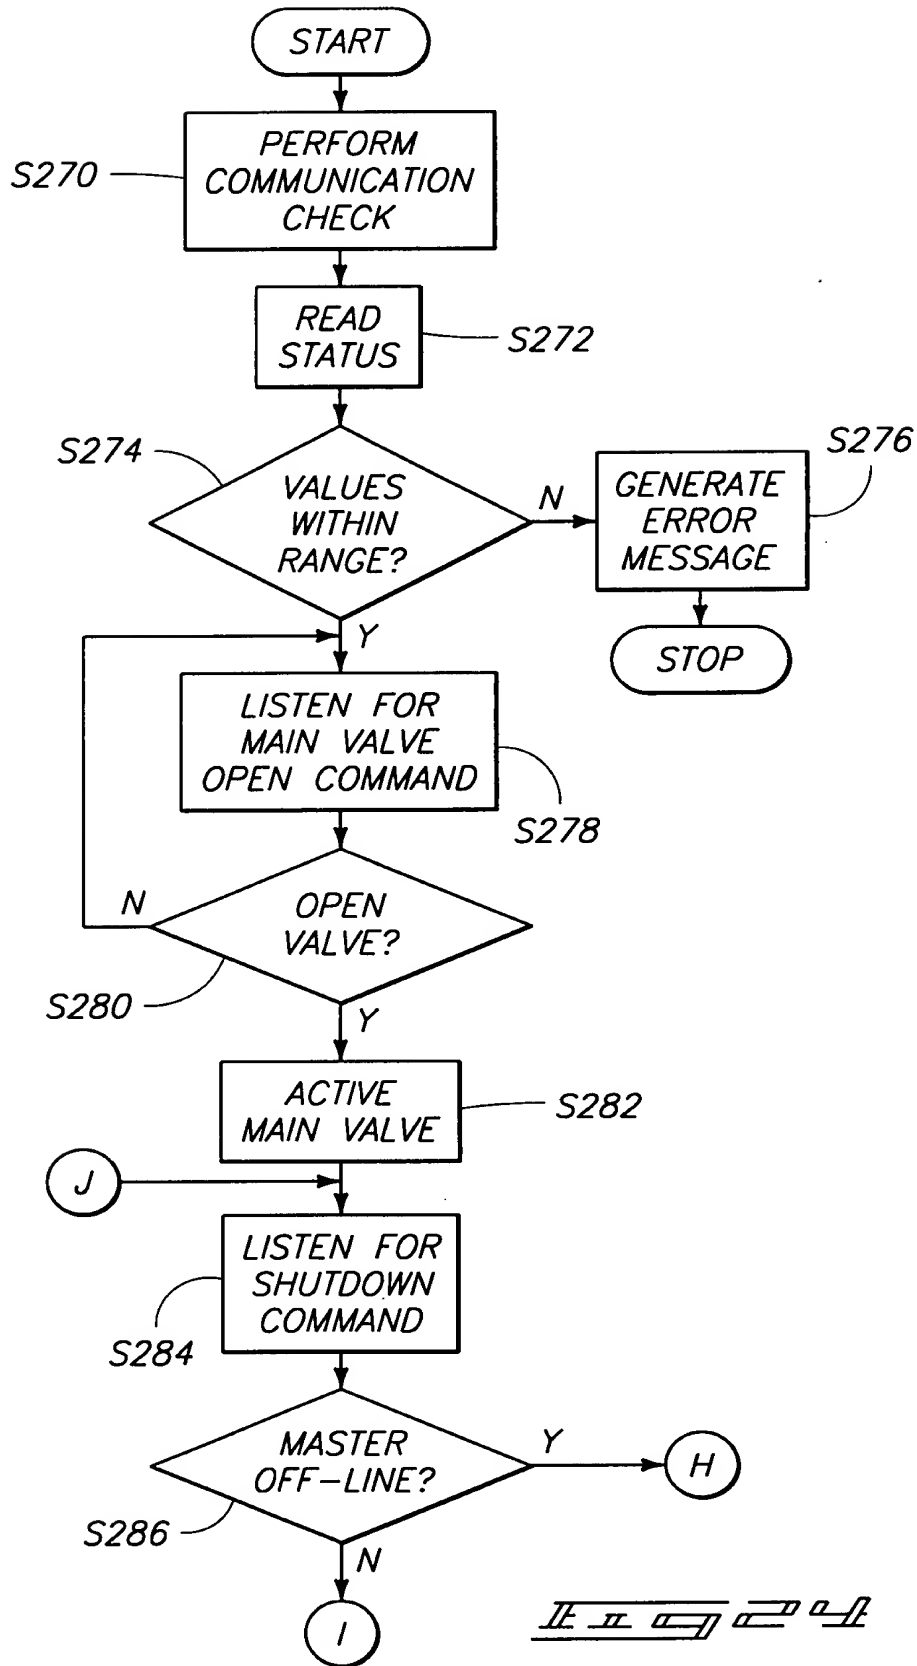 START
PERFORM
COMMUNICATION
CHECK
S270
READ
STATUS
S272
S274
VALUES
WITHIN
RANGE?
N
GENERATE
ERROR
MESSAGE
S276
Y
STOP
LISTEN FOR
MAIN VALVE
OPEN COMMAND
S278
N
OPEN
VALVE?
S280
Y
ACTIVE
MAIN VALVE
S282
J
LISTEN FOR
SHUTDOWN
COMMAND
S284
MASTER
OFF-LINE?
Y
H
S286
N
I
FIG 24